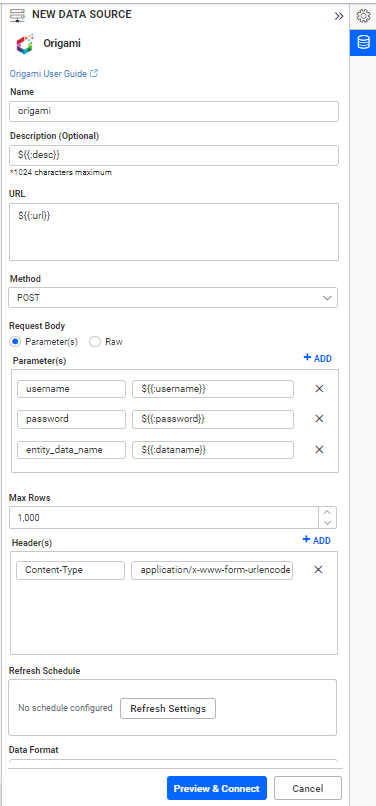 NEW DATA SOURCE
Origami
Origami User Guide
Name
origami
Description (Optional)
${{:desc}}
*1024 characters maximum
URL
${{:url}}
Method
POST
Request Body
Parameter(s) Raw
Parameter(s) + ADD
username ${{:username}}
password ${{:password}}
entity_data_name ${{:dataname}}
Max Rows
1,000
Header(s) + ADD
Content-Type application/x-www-form-urlencode
Refresh Schedule
No schedule configured Refresh Settings
Data Format
Preview & Connect Cancel